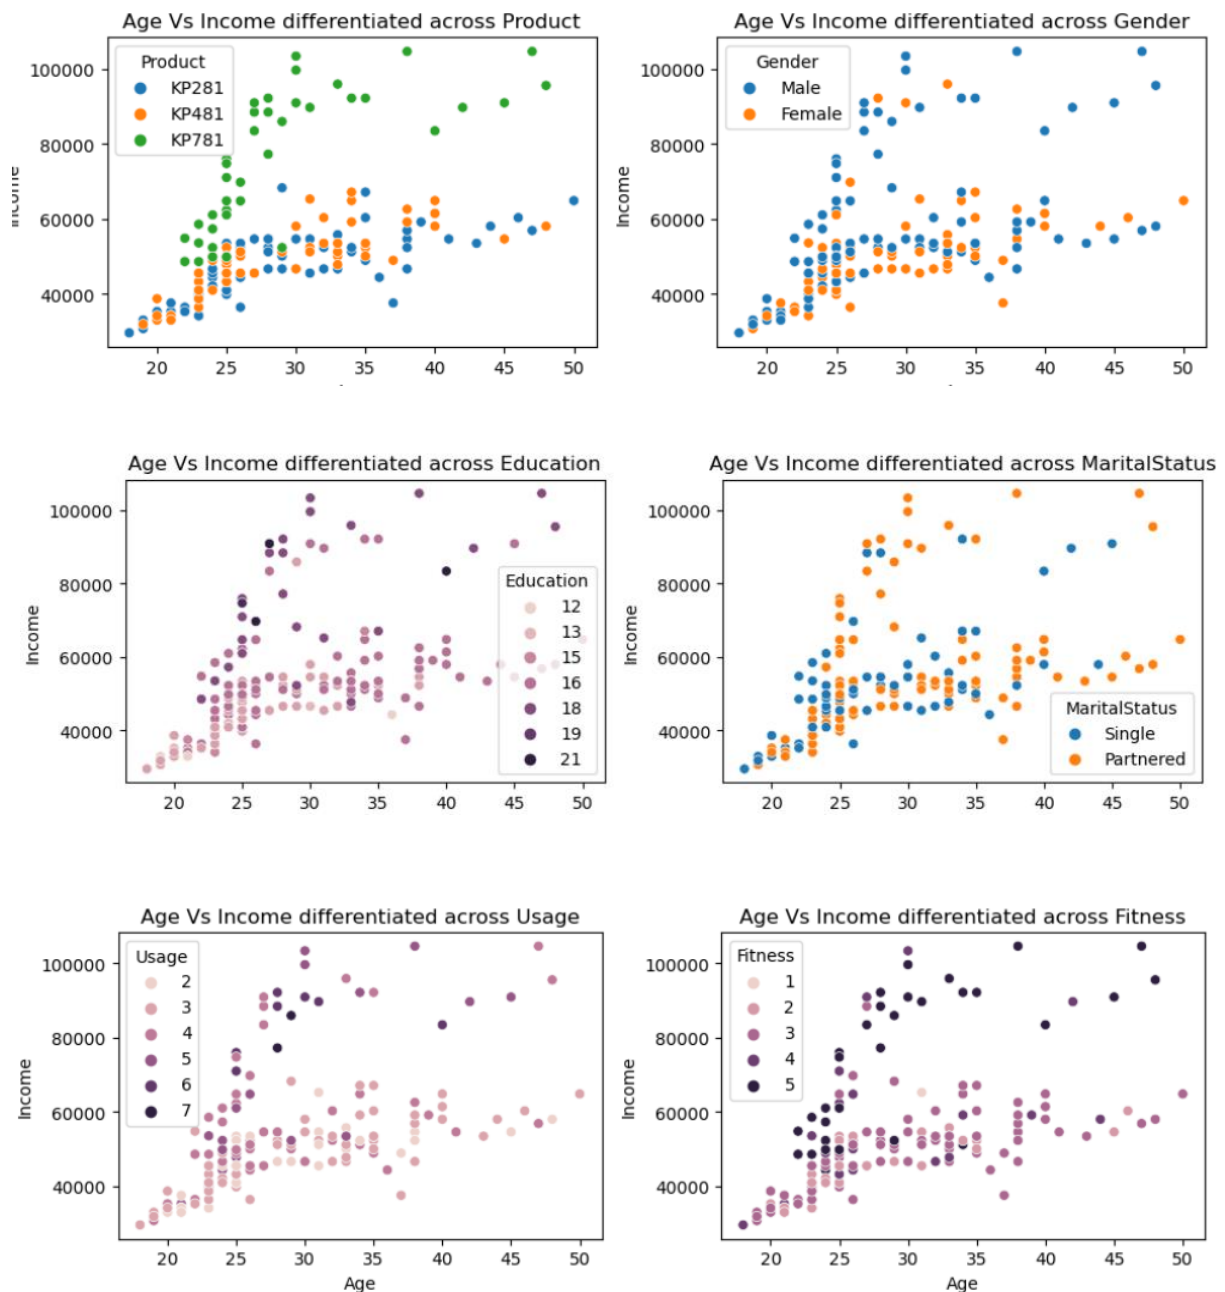 Age Vs Income differentiated across Product
Product
KP281
KP481
KP781
100000
80000
60000
40000
Income
20 25 30 35 40 45 50
Age Vs Income differentiated across Gender
Gender
Male
Female
100000
80000
60000
40000
Income
20 25 30 35 40 45 50
Age Vs Income differentiated across Education
100000
80000
60000
40000
Income
Education
12
13
15
16
18
19
21
20 25 30 35 40 45 50
Age Vs Income differentiated across MaritalStatus
100000
80000
60000
40000
Income
MaritalStatus
Single
Partnered
20 25 30 35 40 45 50
Age Vs Income differentiated across Usage
Usage
2
3
4
5
6
7
100000
80000
60000
40000
Income
20 25 30 35 40 45 50
Age
Age Vs Income differentiated across Fitness
Fitness
1
2
3
4
5
100000
80000
60000
40000
Income
20 25 30 35 40 45 50
Age